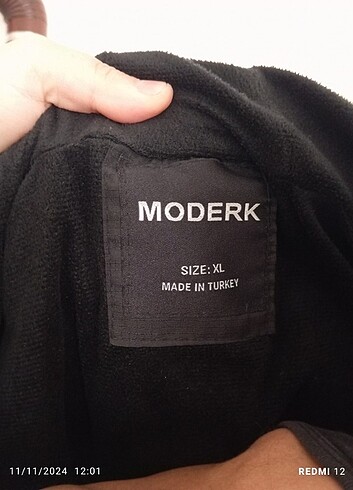 MODERK
SIZE: XL
MADE IN TURKEY
11/11/2024 12:01
REDMI 12